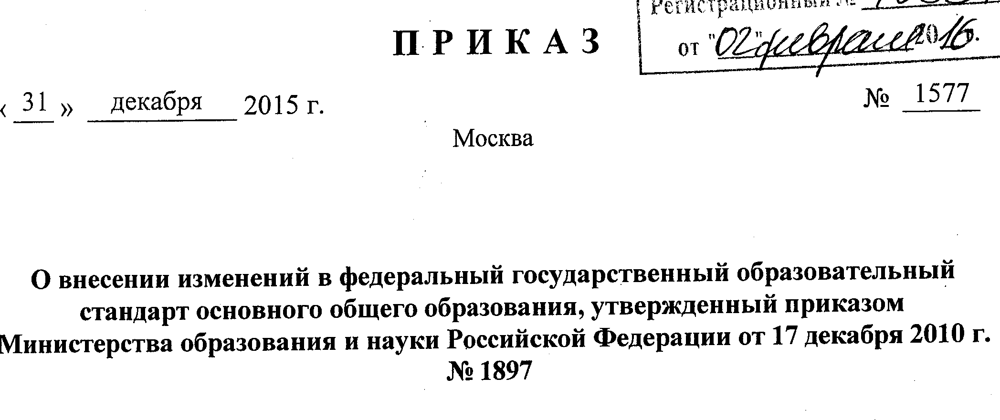 Регистрационный №
ПРИКАЗ
от "02" февраля 2016.
« 31 » декабря 2015 г.
№ 1577
Москва
О внесении изменений в федеральный государственный образовательный
стандарт основного общего образования, утвержденный приказом
Министерства образования и науки Российской Федерации от 17 декабря 2010 г.
№ 1897